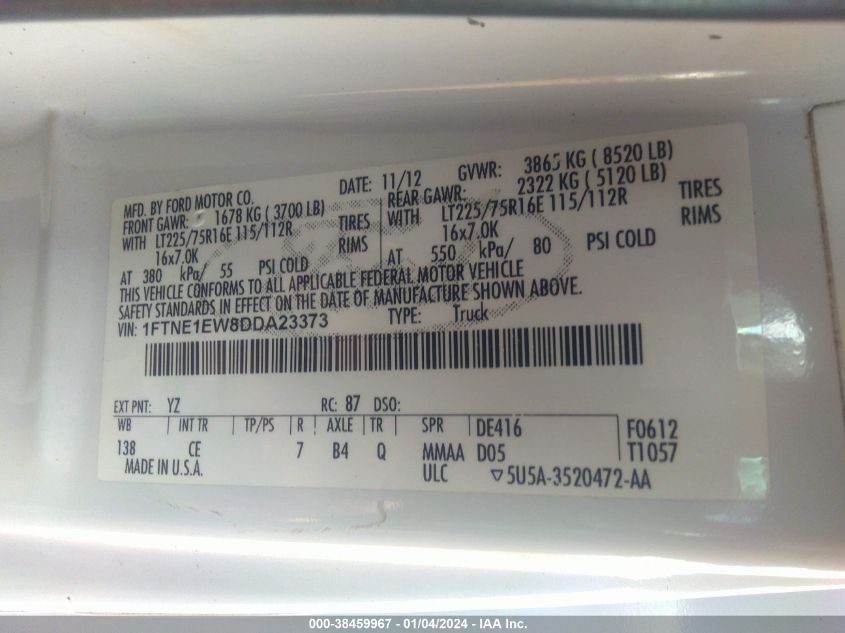 MFD. BY FORD MOTOR CO. DATE: 11/12 GVWR: 3865 KG ( 8520 LB)
FRONT GAWR: 1678 KG ( 3700 LB) REAR GAWR: 2322 KG ( 5120 LB)
WITH LT225/75R16E 115/112R TIRES WITH LT225/75R16E 115/112R TIRES
16x7.0K RIMS 16x7.0K RIMS
AT 380 kPa/ 55 PSI COLD AT 550 kPa/ 80 PSI COLD
THIS VEHICLE CONFORMS TO ALL APPLICABLE FEDERAL MOTOR VEHICLE
SAFETY STANDARDS IN EFFECT ON THE DATE OF MANUFACTURE SHOWN ABOVE.
VIN: 1FTNE1EW8DDA23373 TYPE: Truck
EXT PNT: YZ RC: 87 DSO:
WB INT TR TP/PS R AXLE TR SPR DE416 F0612
138 CE 7 B4 Q MMAA D05 T1057
MADE IN U.S.A. ULC 5U5A-3520472-AA
000-38459967 - 01/04/2024 - IAA Inc.